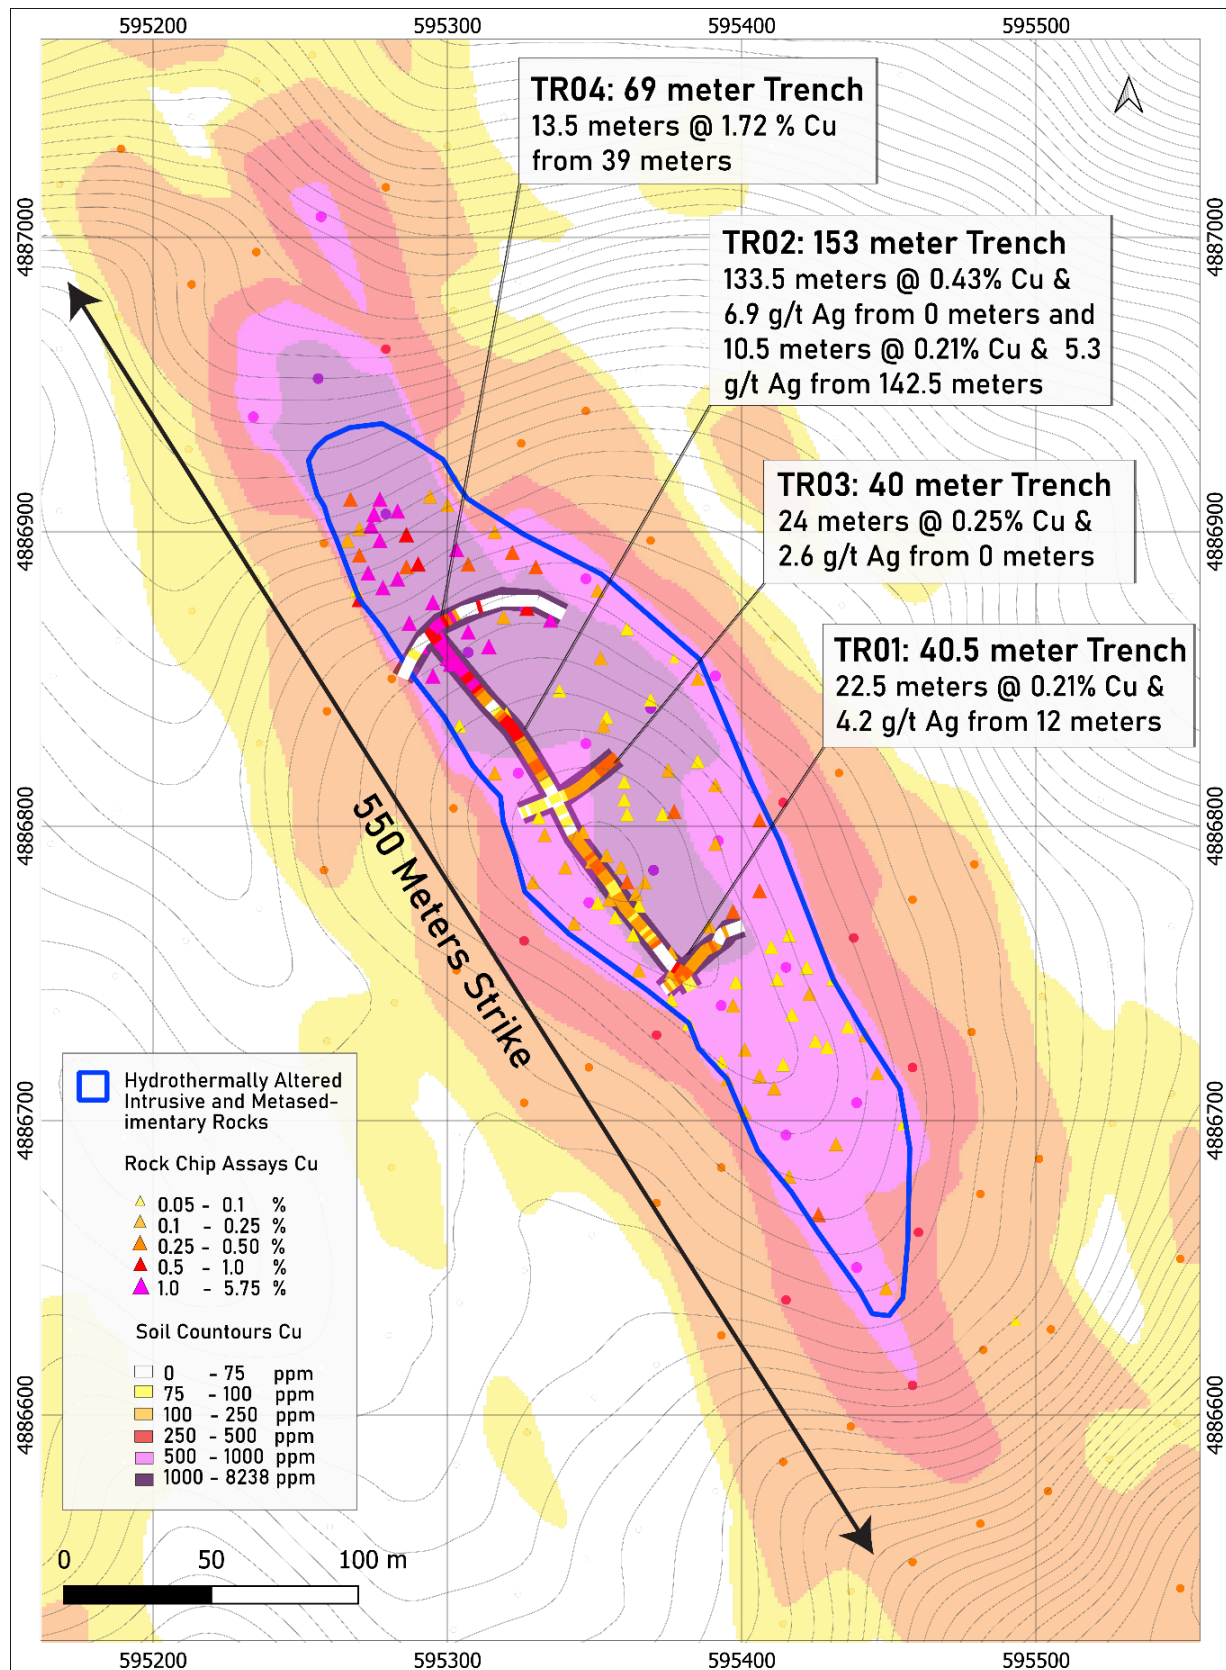 595200 595300 595400 595500
TR04: 69 meter Trench
13.5 meters @ 1.72 % Cu
from 39 meters
4887000
4887000
TR02: 153 meter Trench
133.5 meters @ 0.43% Cu &
6.9 g/t Ag from 0 meters and
10.5 meters @ 0.21% Cu & 5.3
g/t Ag from 142.5 meters
TR03: 40 meter Trench
24 meters @ 0.25% Cu &
2.6 g/t Ag from 0 meters
4886900
4886900
TR01: 40.5 meter Trench
22.5 meters @ 0.21% Cu &
4.2 g/t Ag from 12 meters
4886800
4886800
550 Meters Strike
4886700
4886700
Hydrothermally Altered
Intrusive and Metased-
imentary Rocks
Rock Chip Assays Cu
0.05 - 0.1 %
0.1 - 0.25 %
0.25 - 0.50 %
0.5 - 1.0 %
1.0 - 5.75 %
Soil Countours Cu
0 - 75 ppm
75 - 100 ppm
100 - 250 ppm
250 - 500 ppm
500 - 1000 ppm
1000 - 8238 ppm
4886600
4886600
0 50 100 m
595200 595300 595400 595500